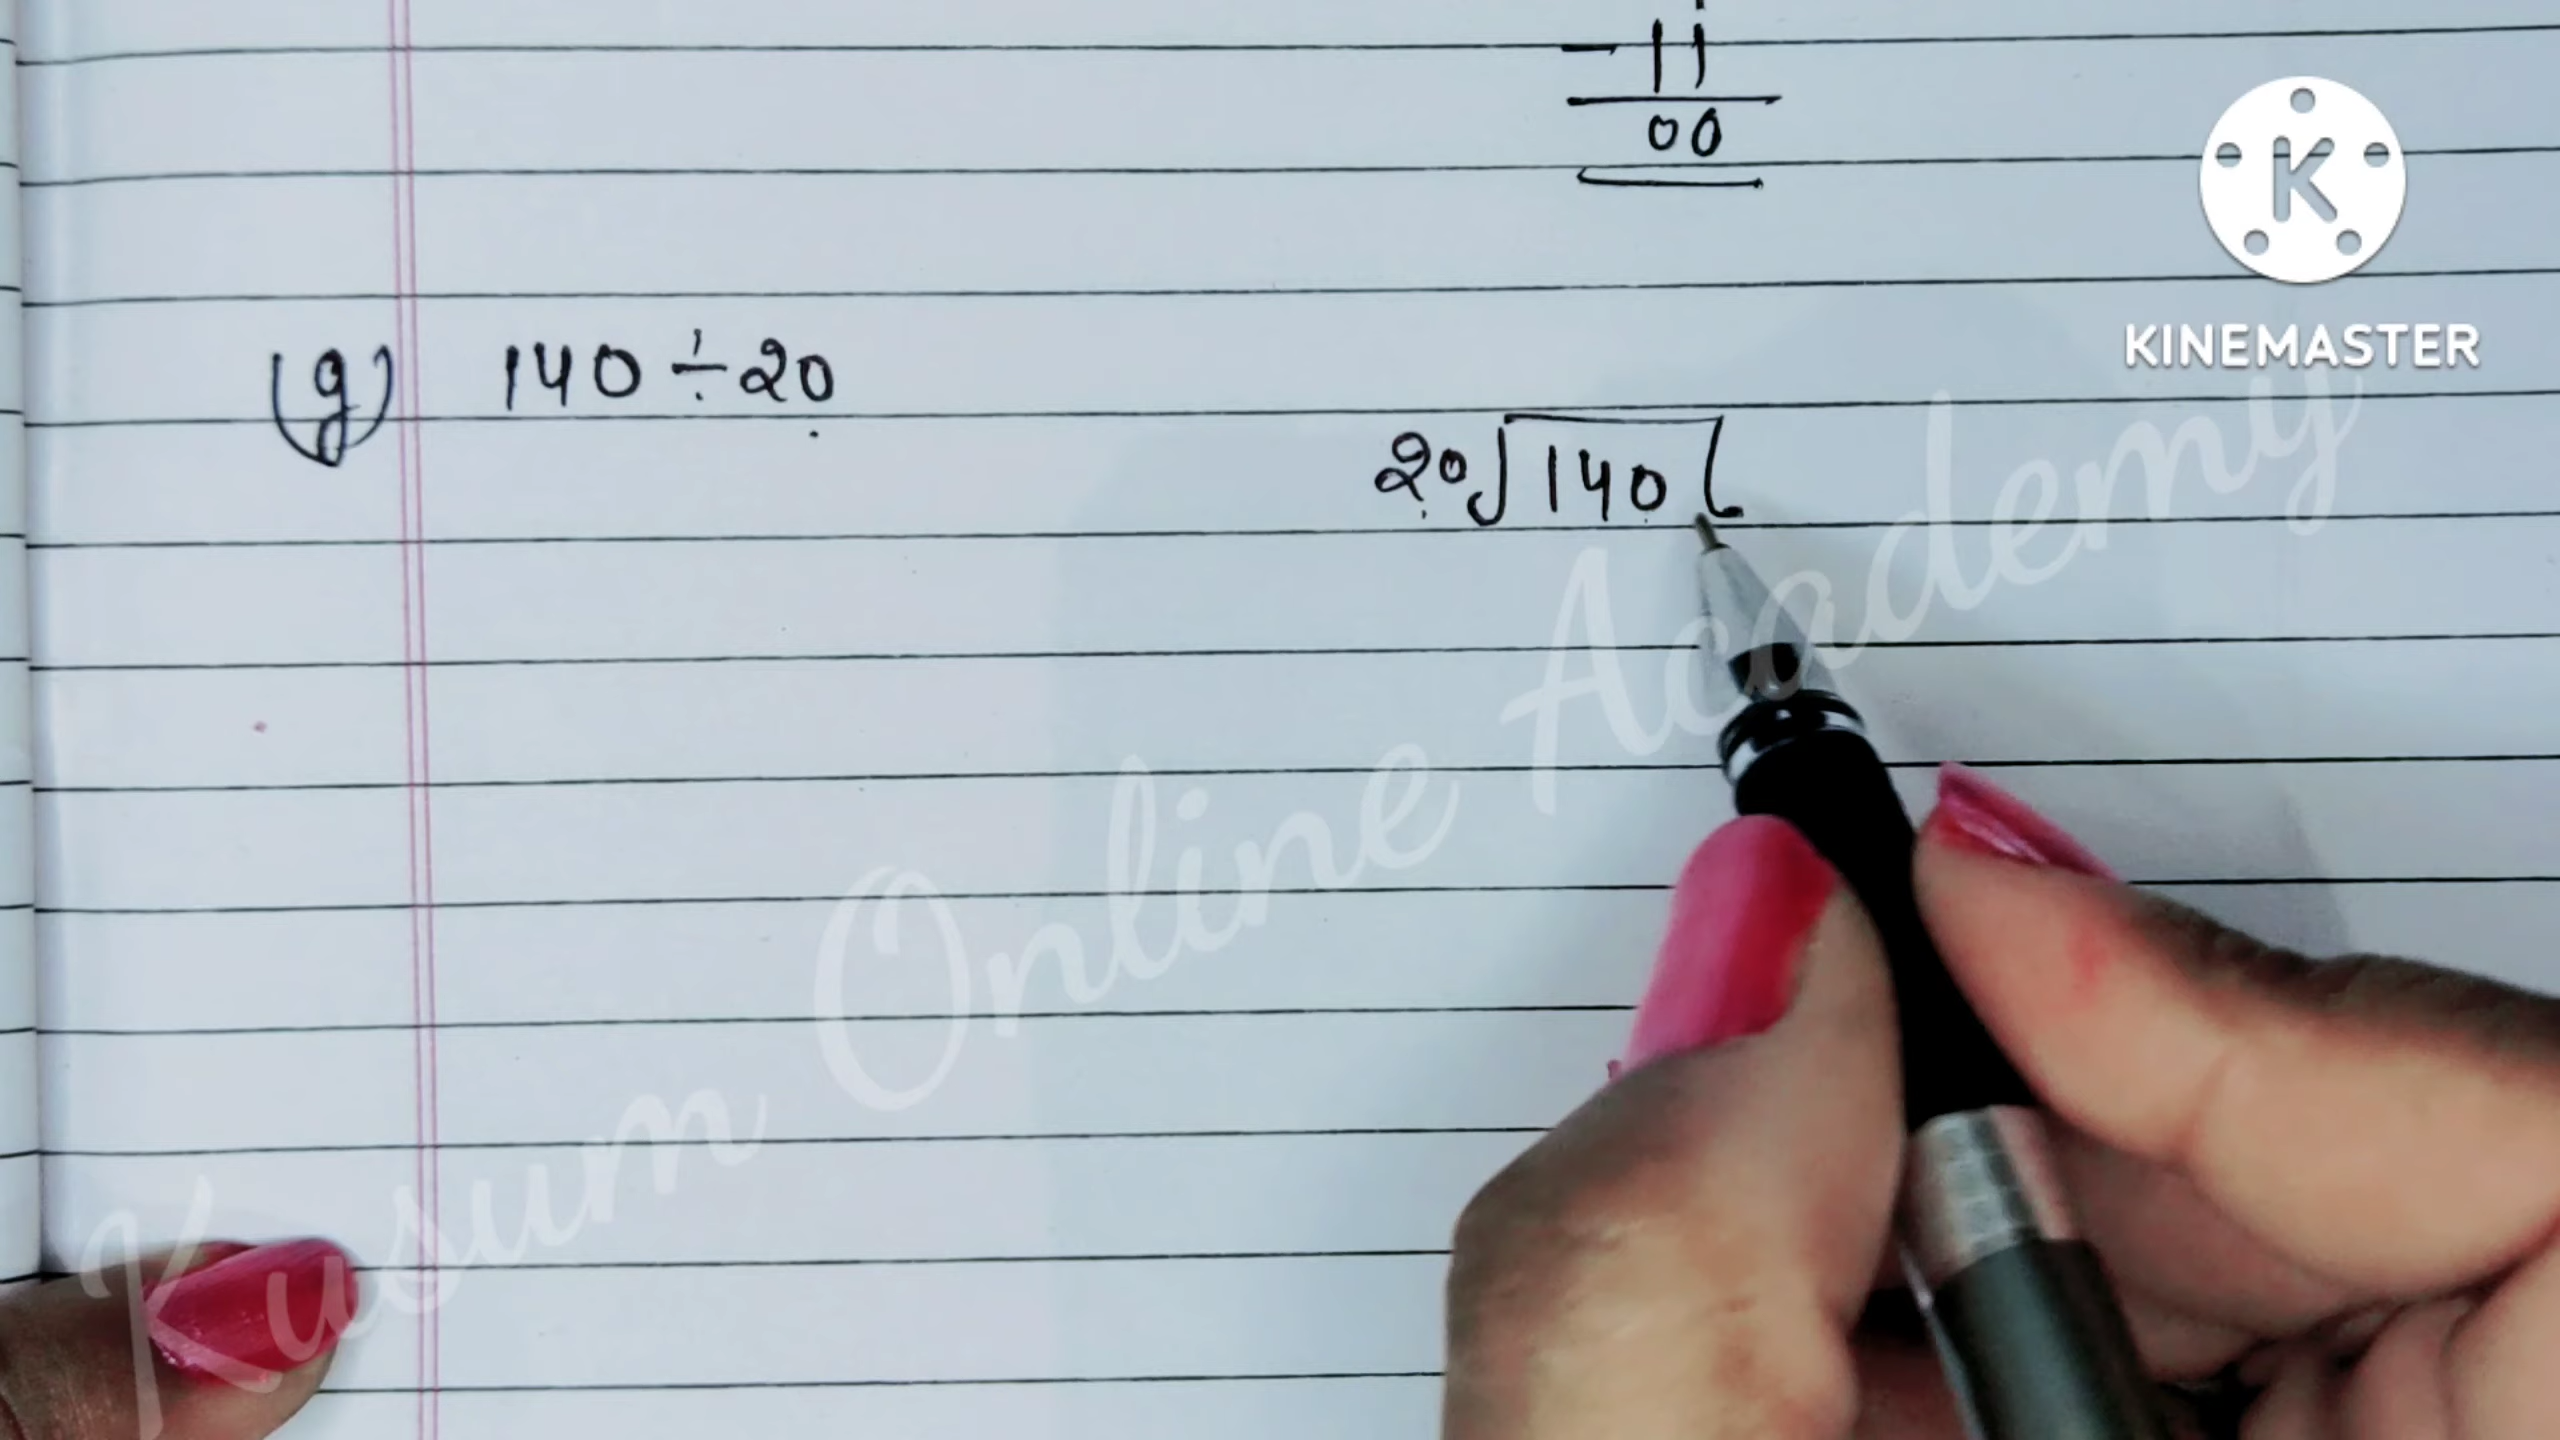 - 11
00
K
KINEMASTER
(g) 140 ÷ 20
20 140
Kusum Online Academy